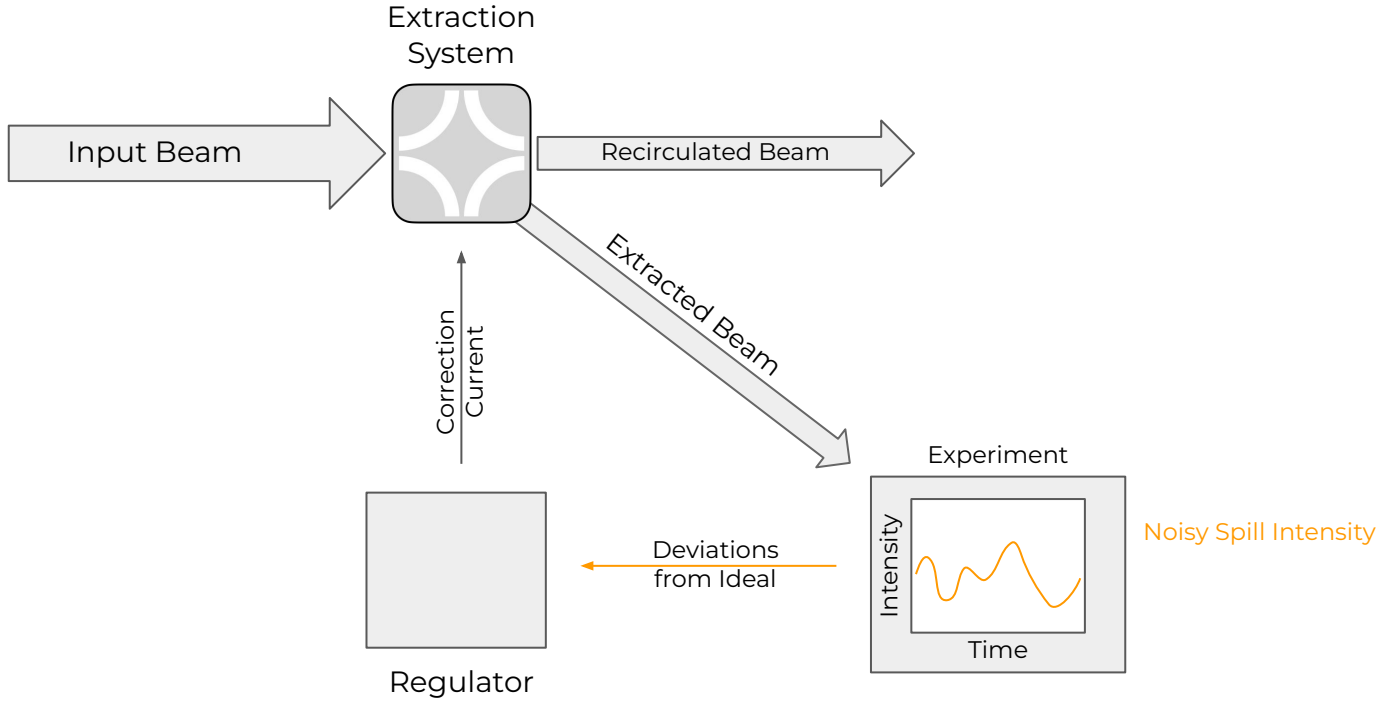 Extraction
System
Input Beam
Recirculated Beam
Extracted Beam
Correction
Current
Experiment
Intensity
Time
Noisy Spill Intensity
Deviations
from Ideal
Regulator